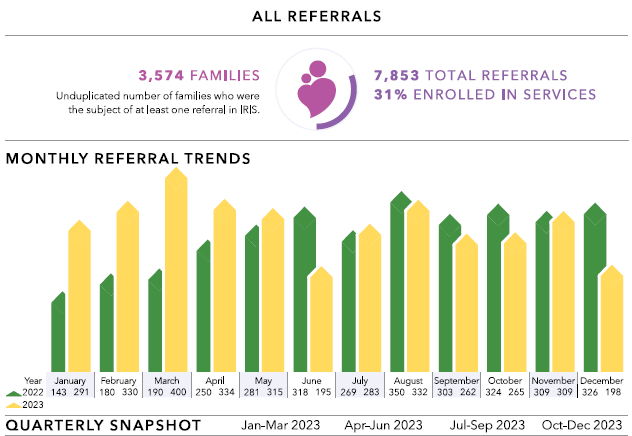 ALL REFERRALS
3,574 FAMILIES
Unduplicated number of families who were
the subject of at least one referral in IRIS.
7,853 TOTAL REFERRALS
31% ENROLLED IN SERVICES
MONTHLY REFERRAL TRENDS
Year January February March April May June July August September October November December
2022 143 291 180 330 190 400 250 334 281 315 318 195 269 283 350 332 303 262 324 265 309 309 326 198
2023
QUARTERLY SNAPSHOT Jan-Mar 2023 Apr-Jun 2023 Jul-Sep 2023 Oct-Dec 2023